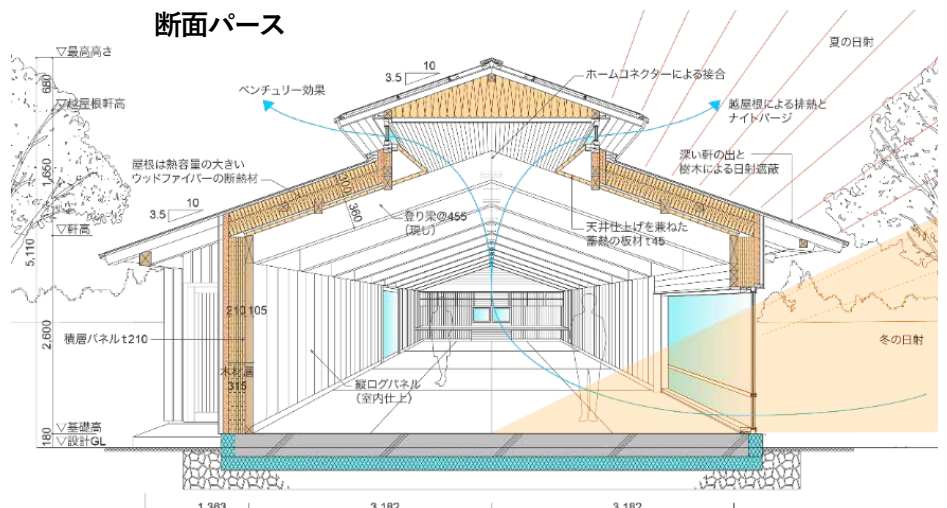 断面パース
▽最高高さ
10
3.5
ホームコネクターによる接合
夏の日射
680
ベンチュリー効果
▽越屋根軒高
越屋根による排熱と
ナイトパージ
屋根は熱容量の大きい
ウッドファイバーの断熱材
深い軒の出と
樹木による日射遮蔽
1,650
300
360
10
3.5
登り梁@455
(現し)
天井仕上げを兼ねた
蓄熱の板材t45
▽軒高
5,110
210
105
2,600
積層パネルt210
冬の日射
木材層
315
縦ログパネル
(室内仕上)
▽基礎高
▽設計GL
180
1,363
3,182
3,182